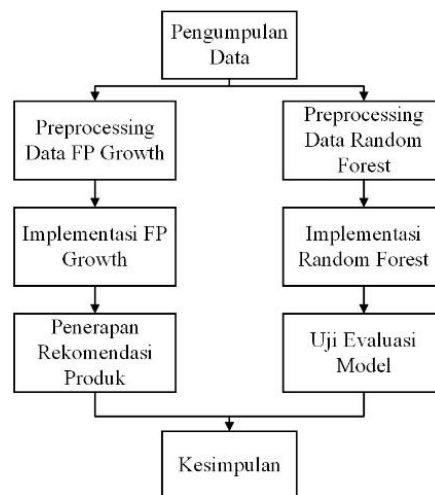 Pengumpulan
Data
Preprocessing
Data FP Growth
Preprocessing
Data Random
Forest
Implementasi FP
Growth
Implementasi
Random Forest
Penerapan
Rekomendasi
Produk
Uji Evaluasi
Model
Kesimpulan